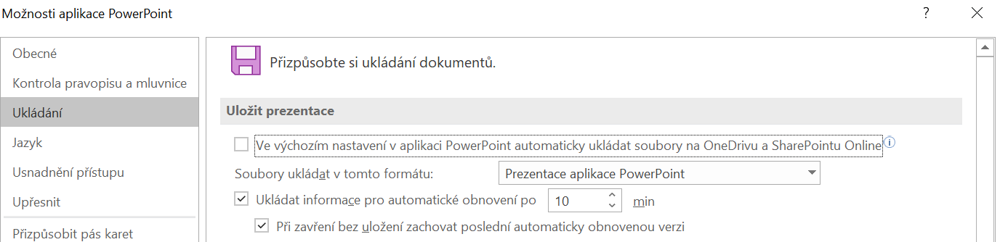 Možnosti aplikace PowerPoint
?
Obecné
Kontrola pravopisu a mluvnice
Ukládání
Jazyk
Usnadnění přístupu
Upřesnit
Přizpůsobit pás karet
Přizpůsobte si ukládání dokumentů.
Uložit prezentace
Ve výchozím nastavení v aplikaci PowerPoint automaticky ukládat soubory na OneDrivu a SharePointu Online
Soubory ukládat v tomto formátu: Prezentace aplikace PowerPoint
Ukládat informace pro automatické obnovení po 10 min
Při zavření bez uložení zachovat poslední automaticky obnovenou verzi